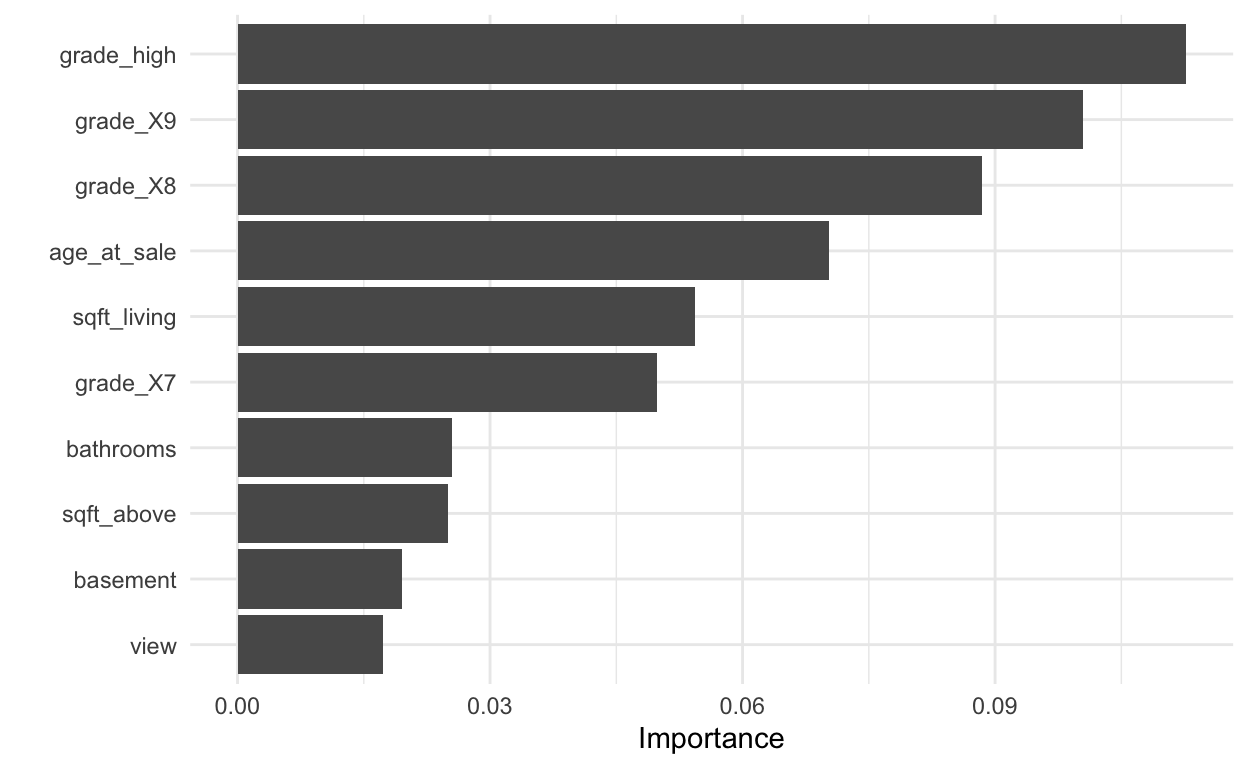 grade_high
grade_X9
grade_X8
age_at_sale
sqft_living
grade_X7
bathrooms
sqft_above
basement
view
0.00 0.03 0.06 0.09
Importance